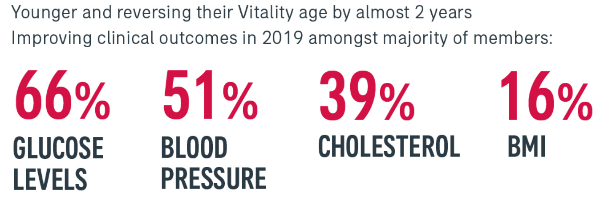 Younger and reversing their Vitality age by almost 2 years
Improving clinical outcomes in 2019 amongst majority of members:
66% 51% 39% 16%
GLUCOSE LEVELS
BLOOD PRESSURE
CHOLESTEROL
BMI